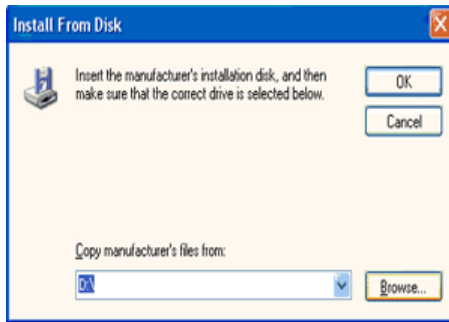 Install From Disk
Insert the manufacturer's installation disk, and then
make sure that the correct drive is selected below.
OK
Cancel
Copy manufacturer's files from:
D:\
Browse...